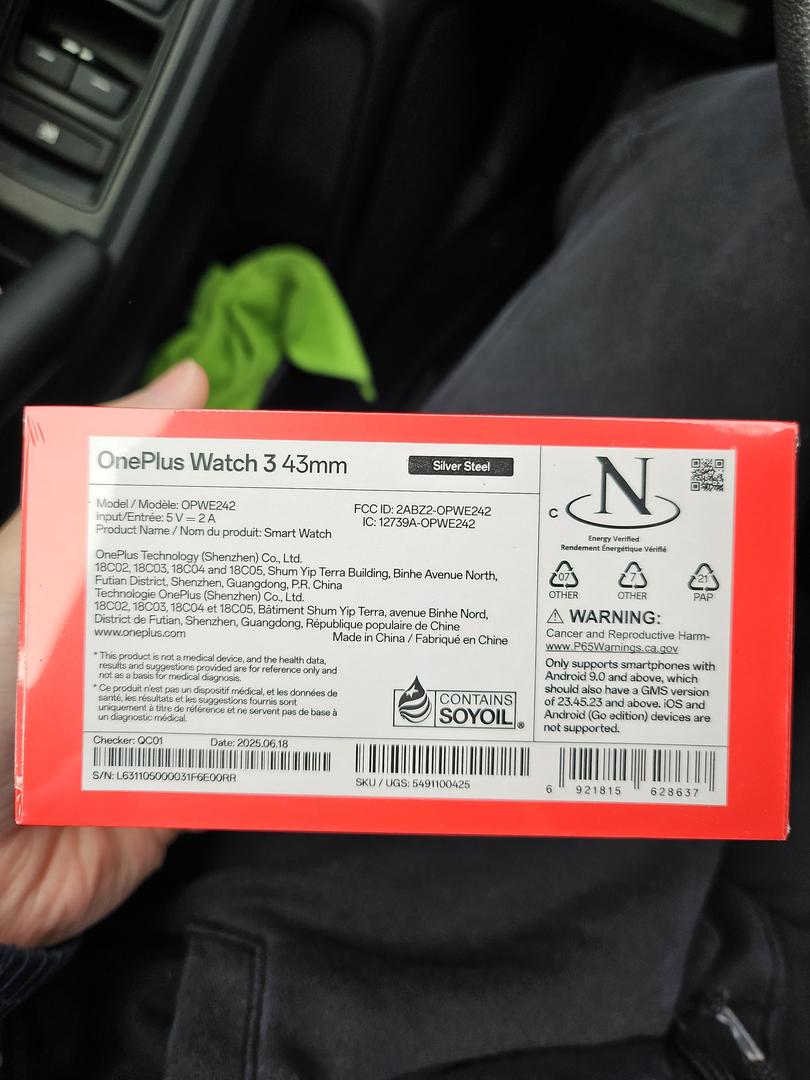 OnePlus Watch 3 43mm
Silver Steel
Model / Modèle: OPWE242
Input/Entrée: 5 V ⎓ 2 A
Product Name / Nom du produit: Smart Watch
FCC ID: 2ABZ2-OPWE242
IC: 12739A-OPWE242
OnePlus Technology (Shenzhen) Co., Ltd.
18C02, 18C03, 18C04 and 18C05, Shum Yip Terra Building, Binhe Avenue North,
Futian District, Shenzhen, Guangdong, P.R. China
Technologie OnePlus (Shenzhen) Co., Ltd.
18C02, 18C03, 18C04 et 18C05, Bâtiment Shum Yip Terra, avenue Binhe Nord,
District de Futian, Shenzhen, Guangdong, République populaire de Chine
www.oneplus.com
Made in China / Fabriqué en Chine
* This product is not a medical device, and the health data,
results and suggestions provided are for reference only and
not as a basis for medical diagnosis.
* Ce produit n'est pas un dispositif médical, et les données de
santé, les résultats et les suggestions fournis sont
uniquement à titre de référence et ne servent pas de base à
un diagnostic médical.
CONTAINS
SOYOIL®
Checker: QC01
Date: 2025.06.18
S/N: L631105000031F6E00RR
SKU / UGS: 5491100425
C
N
Energy Verified
Rendement Énergétique Vérifié
07
OTHER
7
OTHER
21
PAP
⚠ WARNING:
Cancer and Reproductive Harm-
www.P65Warnings.ca.gov
Only supports smartphones with
Android 9.0 and above, which
should also have a GMS version
of 23.45.23 and above. iOS and
Android (Go edition) devices are
not supported.
6 921815 628637